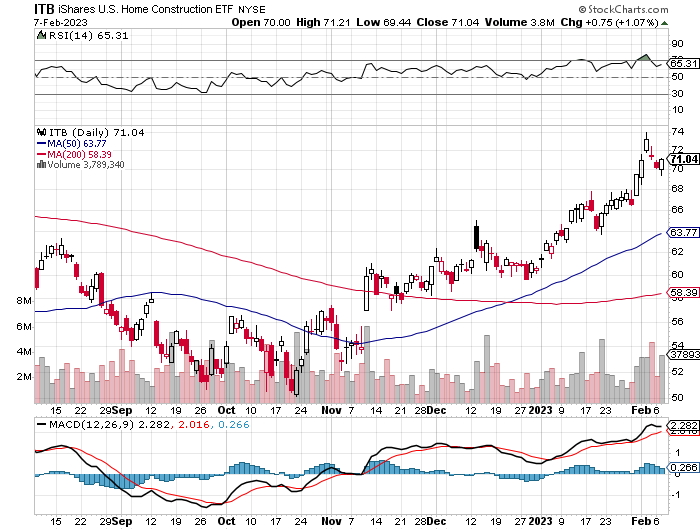 ITB iShares U.S. Home Construction ETF NYSE © StockCharts.com
7-Feb-2023 Open 70.00 High 71.21 Low 69.44 Close 71.04 Volume 3.8M Chg +0.75 (+1.07%)
RSI(14) 65.31
90
70
65.31
50
30
10
ITB (Daily) 71.04
MA(50) 63.77
MA(200) 58.39
Volume 3,789,340
74
72
71.04
70
68
66
64
63.77
62
60
58.39
58
56
54
52
50
8M
6M
4M
2M
37893
15 22 29 Sep 12 19 26 Oct 10 17 24 Nov 7 14 21 28 Dec 12 19 27 2023 9 17 23 Feb 6
MACD(12,26,9) 2.282, 2.016, 0.266
2.282
2.016
1
0.266
0
-1
15 22 29 Sep 12 19 26 Oct 10 17 24 Nov 7 14 21 28 Dec 12 19 27 2023 9 17 23 Feb 6